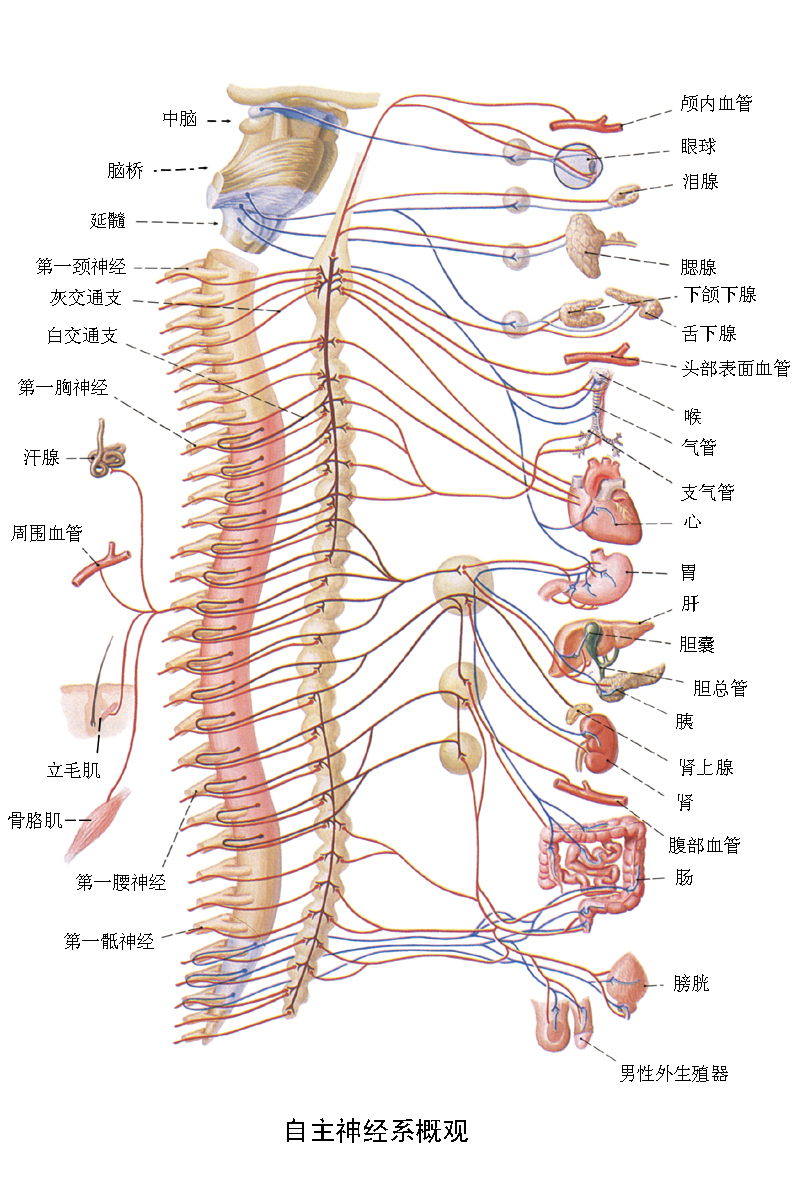 中脑
脑桥
延髓
第一颈神经
灰交通支
白交通支
第一胸神经
汗腺
周围血管
立毛肌
骨胳肌
第一腰神经
第一骶神经
颅内血管
眼球
泪腺
腮腺
下颌下腺
舌下腺
头部表面血管
喉
气管
支气管
心
胃
肝
胆囊
胆总管
胰
肾上腺
肾
腹部血管
肠
膀胱
男性外生殖器
自主神经系概观